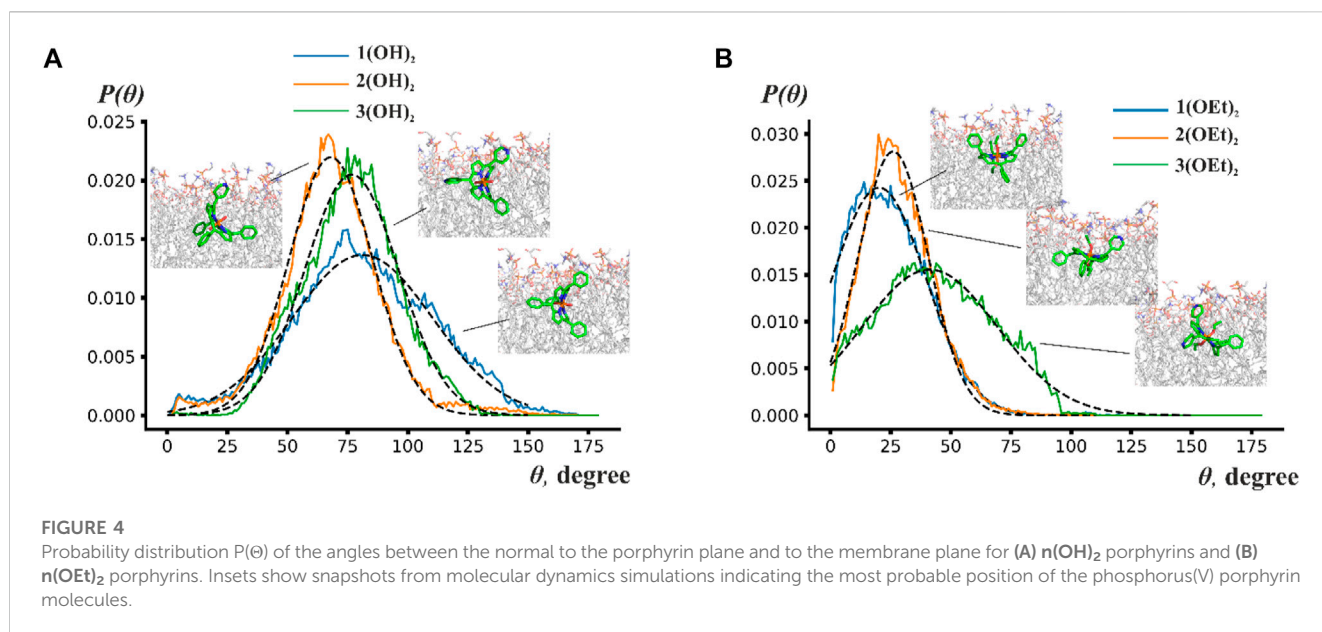 A
1(OH)₂
2(OH)₂
3(OH)₂
P(θ)
0.025
0.020
0.015
0.010
0.005
0.000
0 25 50 75 100 125 150 175
θ, degree
B
1(OEt)₂
2(OEt)₂
3(OEt)₂
P(θ)
0.030
0.025
0.020
0.015
0.010
0.005
0.000
0 25 50 75 100 125 150 175
θ, degree
FIGURE 4
Probability distribution P(Θ) of the angles between the normal to the porphyrin plane and to the membrane plane for (A) n(OH)₂ porphyrins and (B)
n(OEt)₂ porphyrins. Insets show snapshots from molecular dynamics simulations indicating the most probable position of the phosphorus(V) porphyrin
molecules.